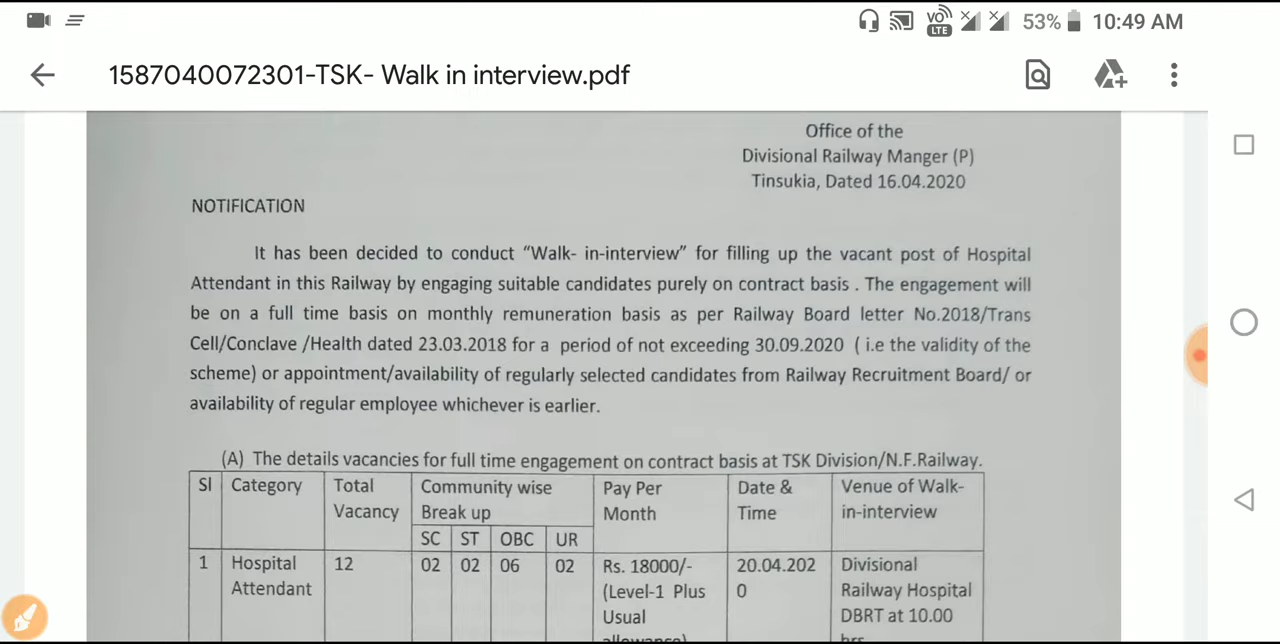 VO))
LTE
53%
10:49 AM
1587040072301-TSK- Walk in interview.pdf
Office of the
Divisional Railway Manger (P)
Tinsukia, Dated 16.04.2020
NOTIFICATION
It has been decided to conduct “Walk- in-interview” for filling up the vacant post of Hospital
Attendant in this Railway by engaging suitable candidates purely on contract basis . The engagement will
be on a full time basis on monthly remuneration basis as per Railway Board letter No.2018/Trans
Cell/Conclave /Health dated 23.03.2018 for a period of not exceeding 30.09.2020 ( i.e the validity of the
scheme) or appointment/availability of regularly selected candidates from Railway Recruitment Board/ or
availability of regular employee whichever is earlier.
(A) The details vacancies for full time engagement on contract basis at TSK Division/N.F.Railway.
Sl Category Total Community wise Pay Per Date & Venue of Walk-
Vacancy Break up Month Time in-interview
SC ST OBC UR
1 Hospital 12 02 02 06 02 Rs. 18000/- 20.04.202 Divisional
Attendant (Level-1 Plus 0 Railway Hospital
Usual DBRT at 10.00
allowance) hrs